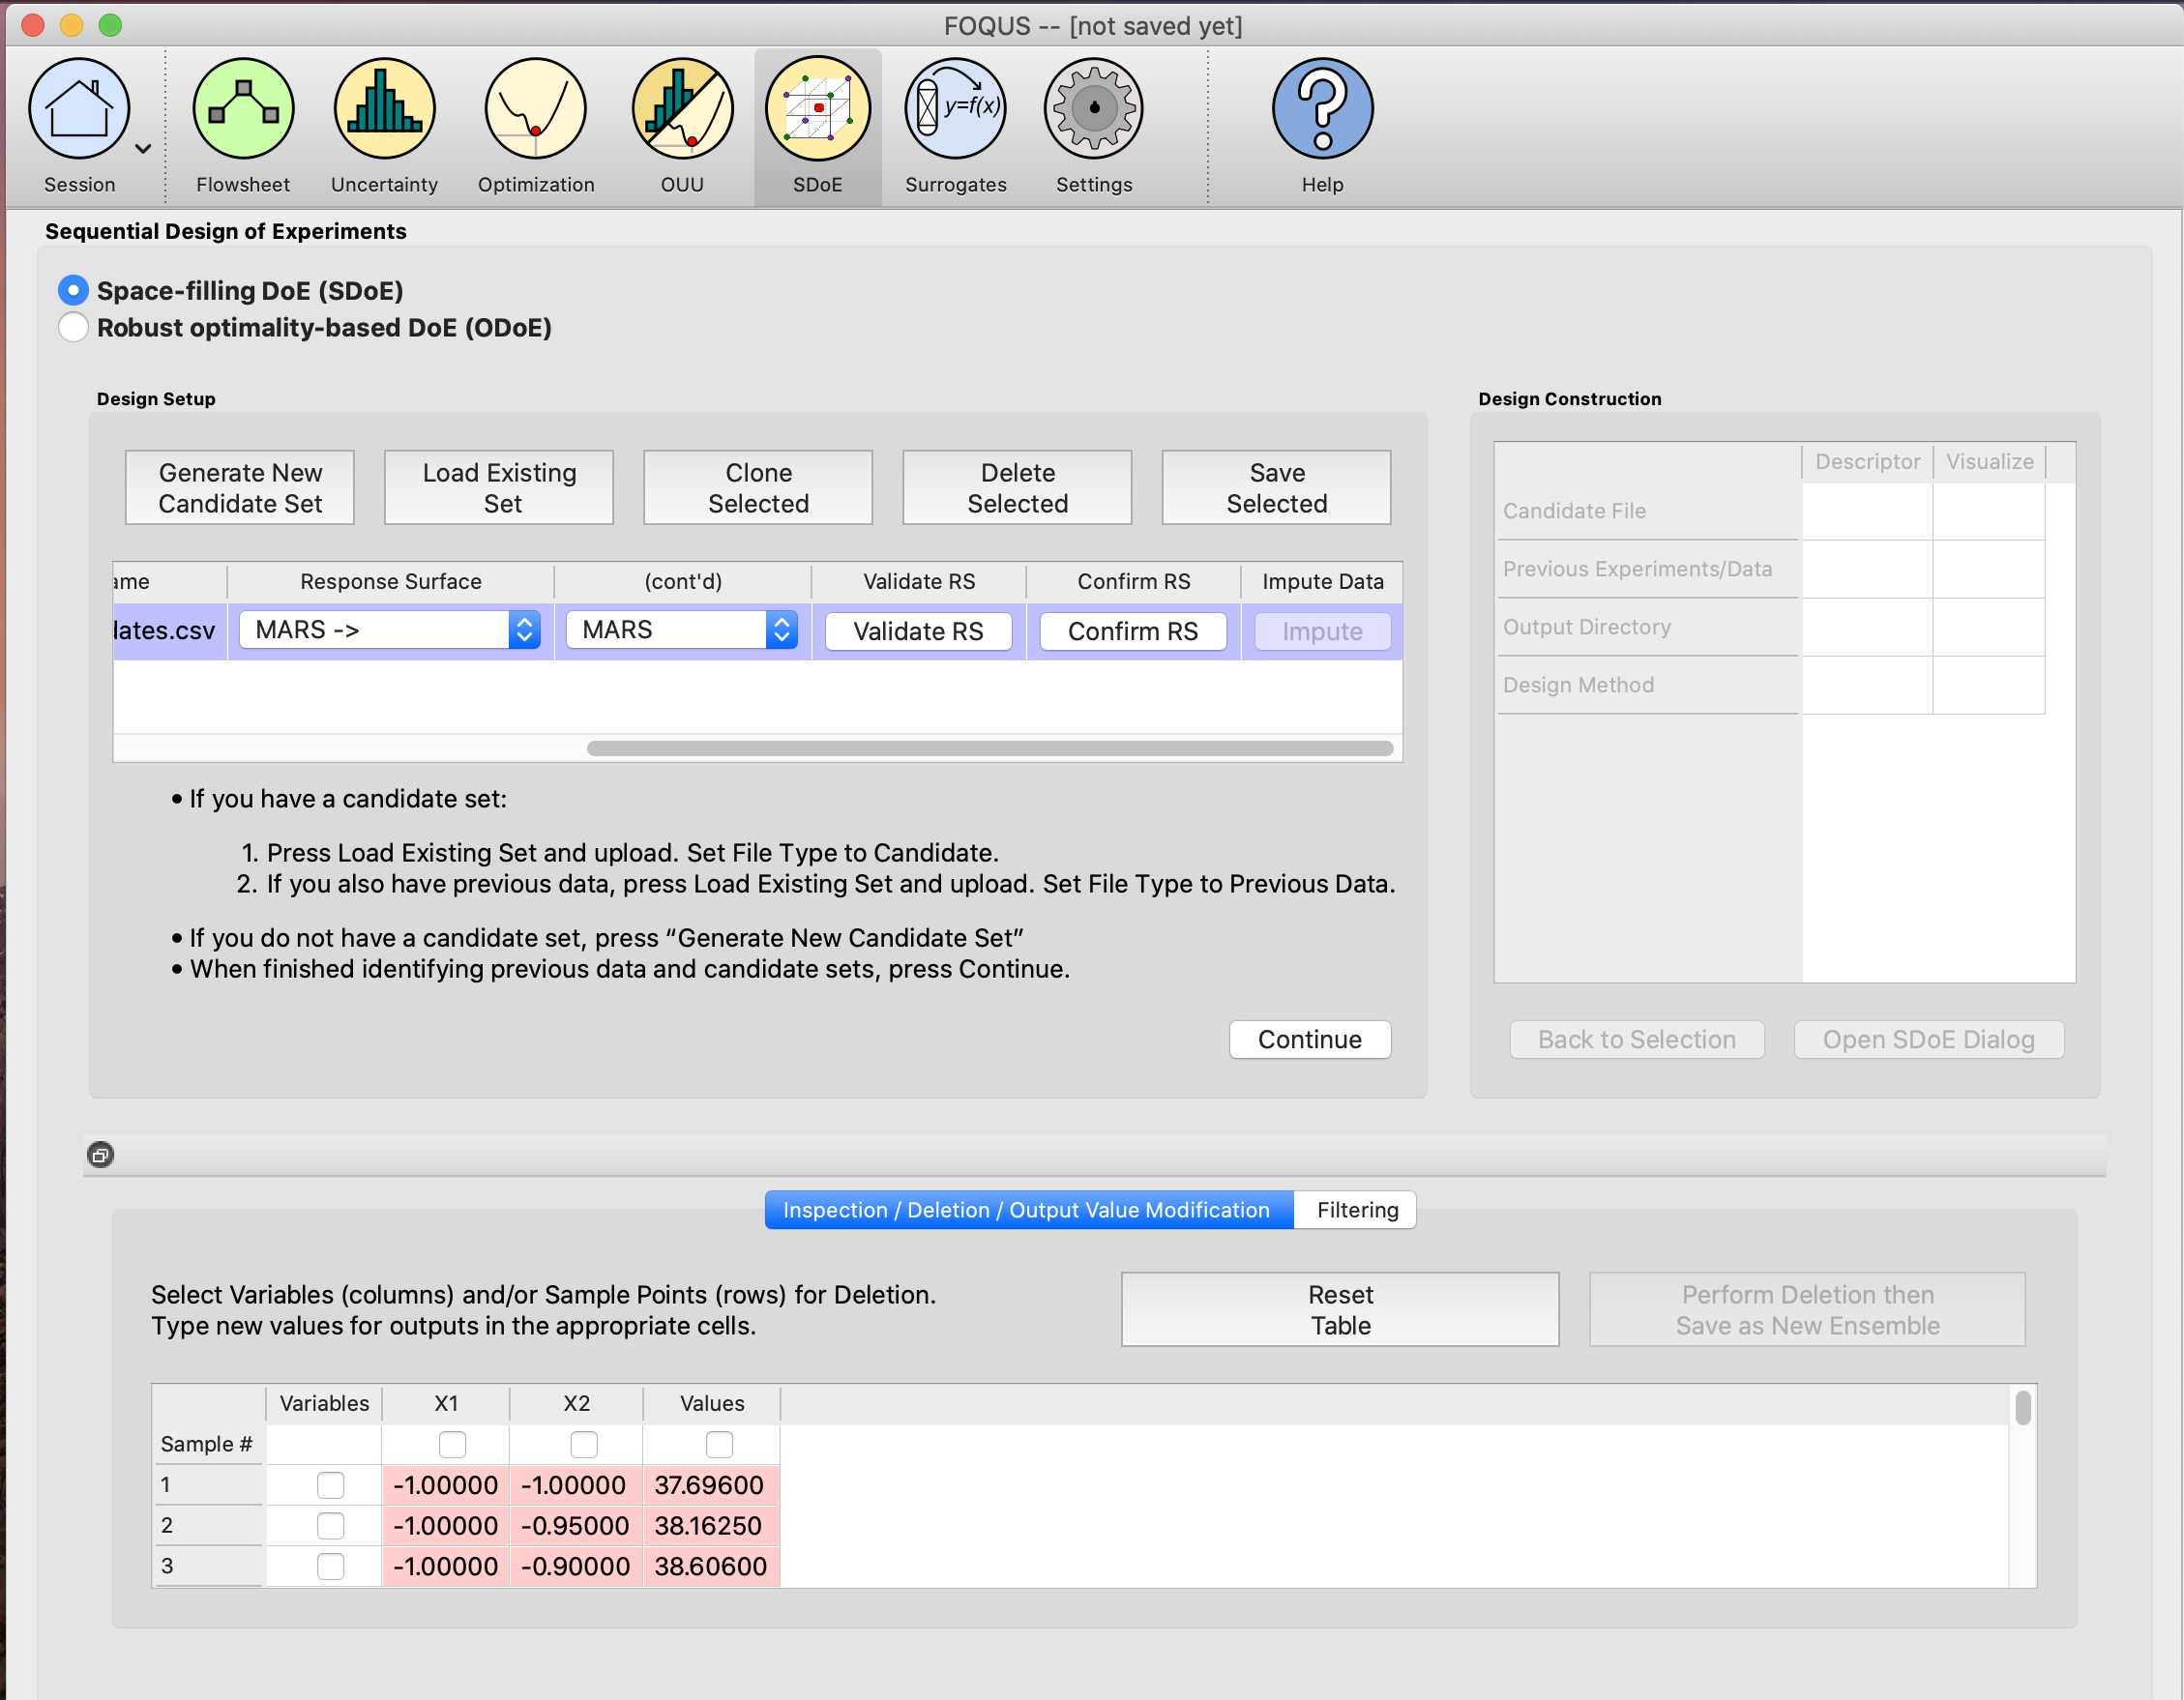 FOQUS -- [not saved yet]
y=f(x)
Session
Flowsheet
Uncertainty
Optimization
OUU
SDoE
Surrogates
Settings
Help
Sequential Design of Experiments
Space-filling DoE (SDoE)
Robust optimality-based DoE (ODoE)
Design Setup
Generate New
Candidate Set
Load Existing
Set
Clone
Selected
Delete
Selected
Save
Selected
ame Response Surface (cont'd) Validate RS Confirm RS Impute Data
dates.csv MARS -> MARS Validate RS Confirm RS Impute
• If you have a candidate set:
1. Press Load Existing Set and upload. Set File Type to Candidate.
2. If you also have previous data, press Load Existing Set and upload. Set File Type to Previous Data.
• If you do not have a candidate set, press “Generate New Candidate Set”
• When finished identifying previous data and candidate sets, press Continue.
Continue
Design Construction
Descriptor Visualize
Candidate File
Previous Experiments/Data
Output Directory
Design Method
Back to Selection
Open SDoE Dialog
Inspection / Deletion / Output Value Modification
Filtering
Select Variables (columns) and/or Sample Points (rows) for Deletion.
Type new values for outputs in the appropriate cells.
Reset
Table
Perform Deletion then
Save as New Ensemble
Variables X1 X2 Values
Sample #
1 -1.00000 -1.00000 37.69600
2 -1.00000 -0.95000 38.16250
3 -1.00000 -0.90000 38.60600